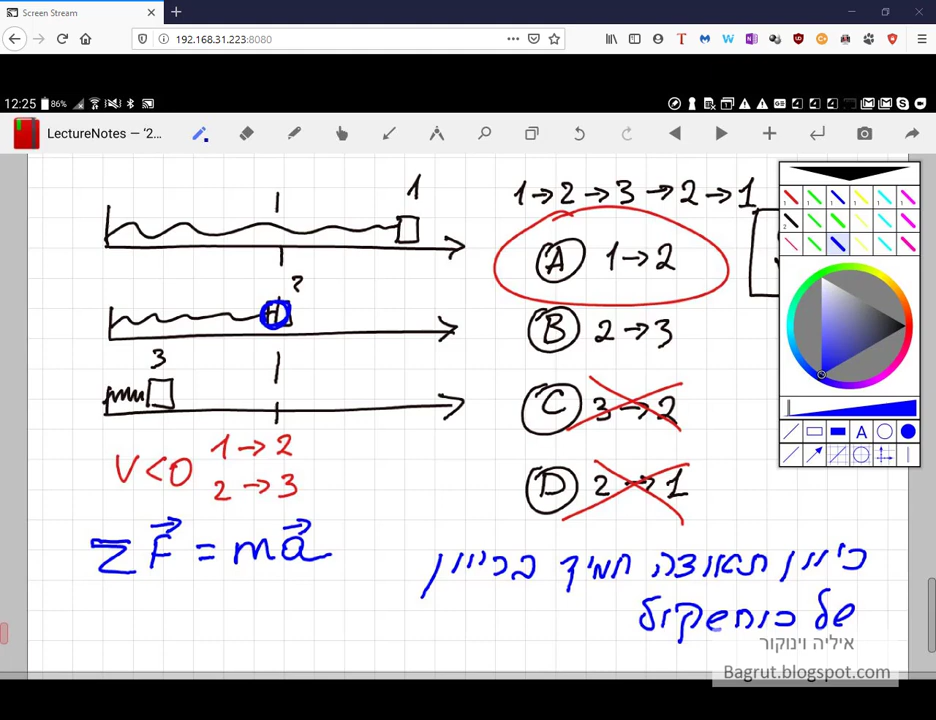 Screen Stream
192.168.31.223:8080
12:25
86%
LectureNotes — ‘2...
1
1→2→3→2→1
A 1→2
2
B 2→3
3
C 3→2
V<0 1→2
2→3
D 2→1
ΣF = ma
כיוון תאוצה תמיד בכיוון
של כוח שקול
איליה וינוקור
Bagrut.blogspot.com